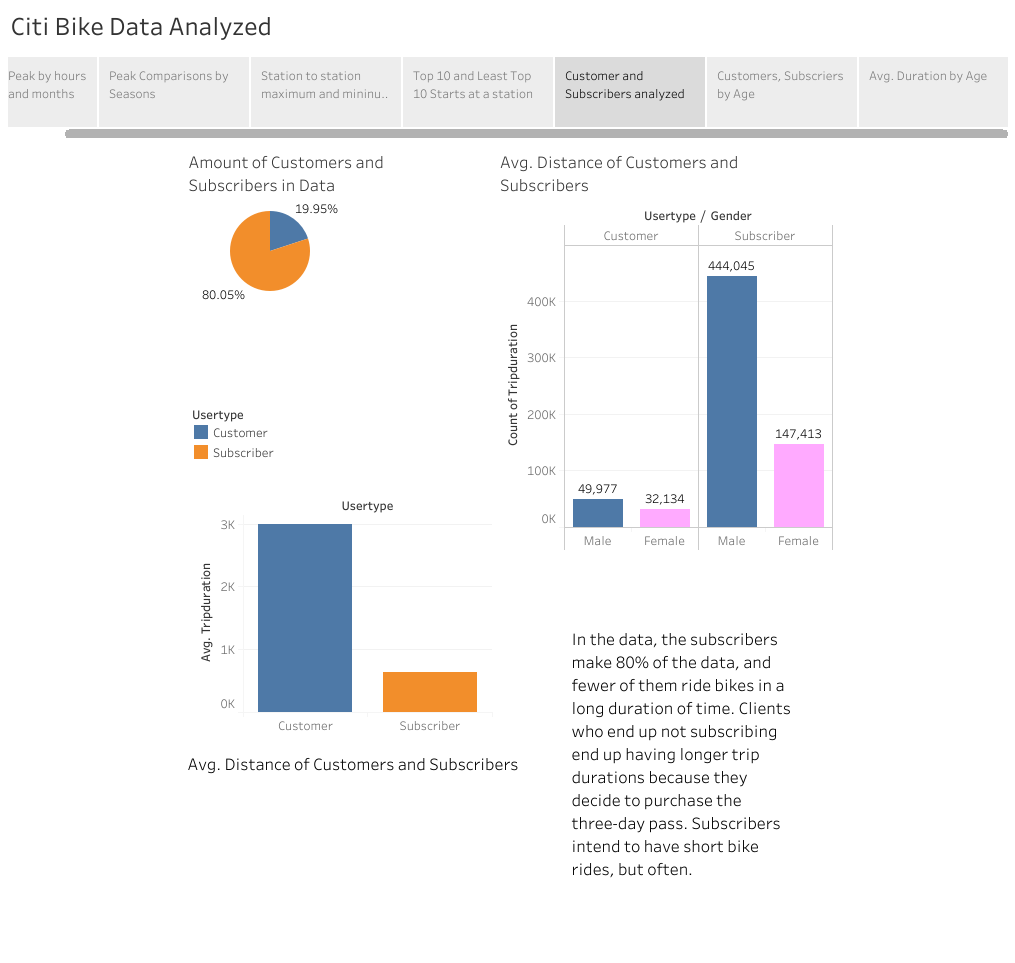 Citi Bike Data Analyzed
Peak by hours
and months
Peak Comparisons by
Seasons
Station to station
maximum and mininu..
Top 10 and Least Top
10 Starts at a station
Customer and
Subscribers analyzed
Customers, Subscriers
by Age
Avg. Duration by Age
Amount of Customers and
Subscribers in Data
19.95%
80.05%
Usertype
Customer
Subscriber
Usertype
Avg. Tripduration
3K
2K
1K
0K
Customer
Subscriber
Avg. Distance of Customers and Subscribers
Avg. Distance of Customers and
Subscribers
Usertype / Gender
Customer
Subscriber
Count of Tripduration
400K
300K
200K
100K
0K
49,977
32,134
444,045
147,413
Male
Female
Male
Female
In the data, the subscribers
make 80% of the data, and
fewer of them ride bikes in a
long duration of time. Clients
who end up not subscribing
end up having longer trip
durations because they
decide to purchase the
three-day pass. Subscribers
intend to have short bike
rides, but often.